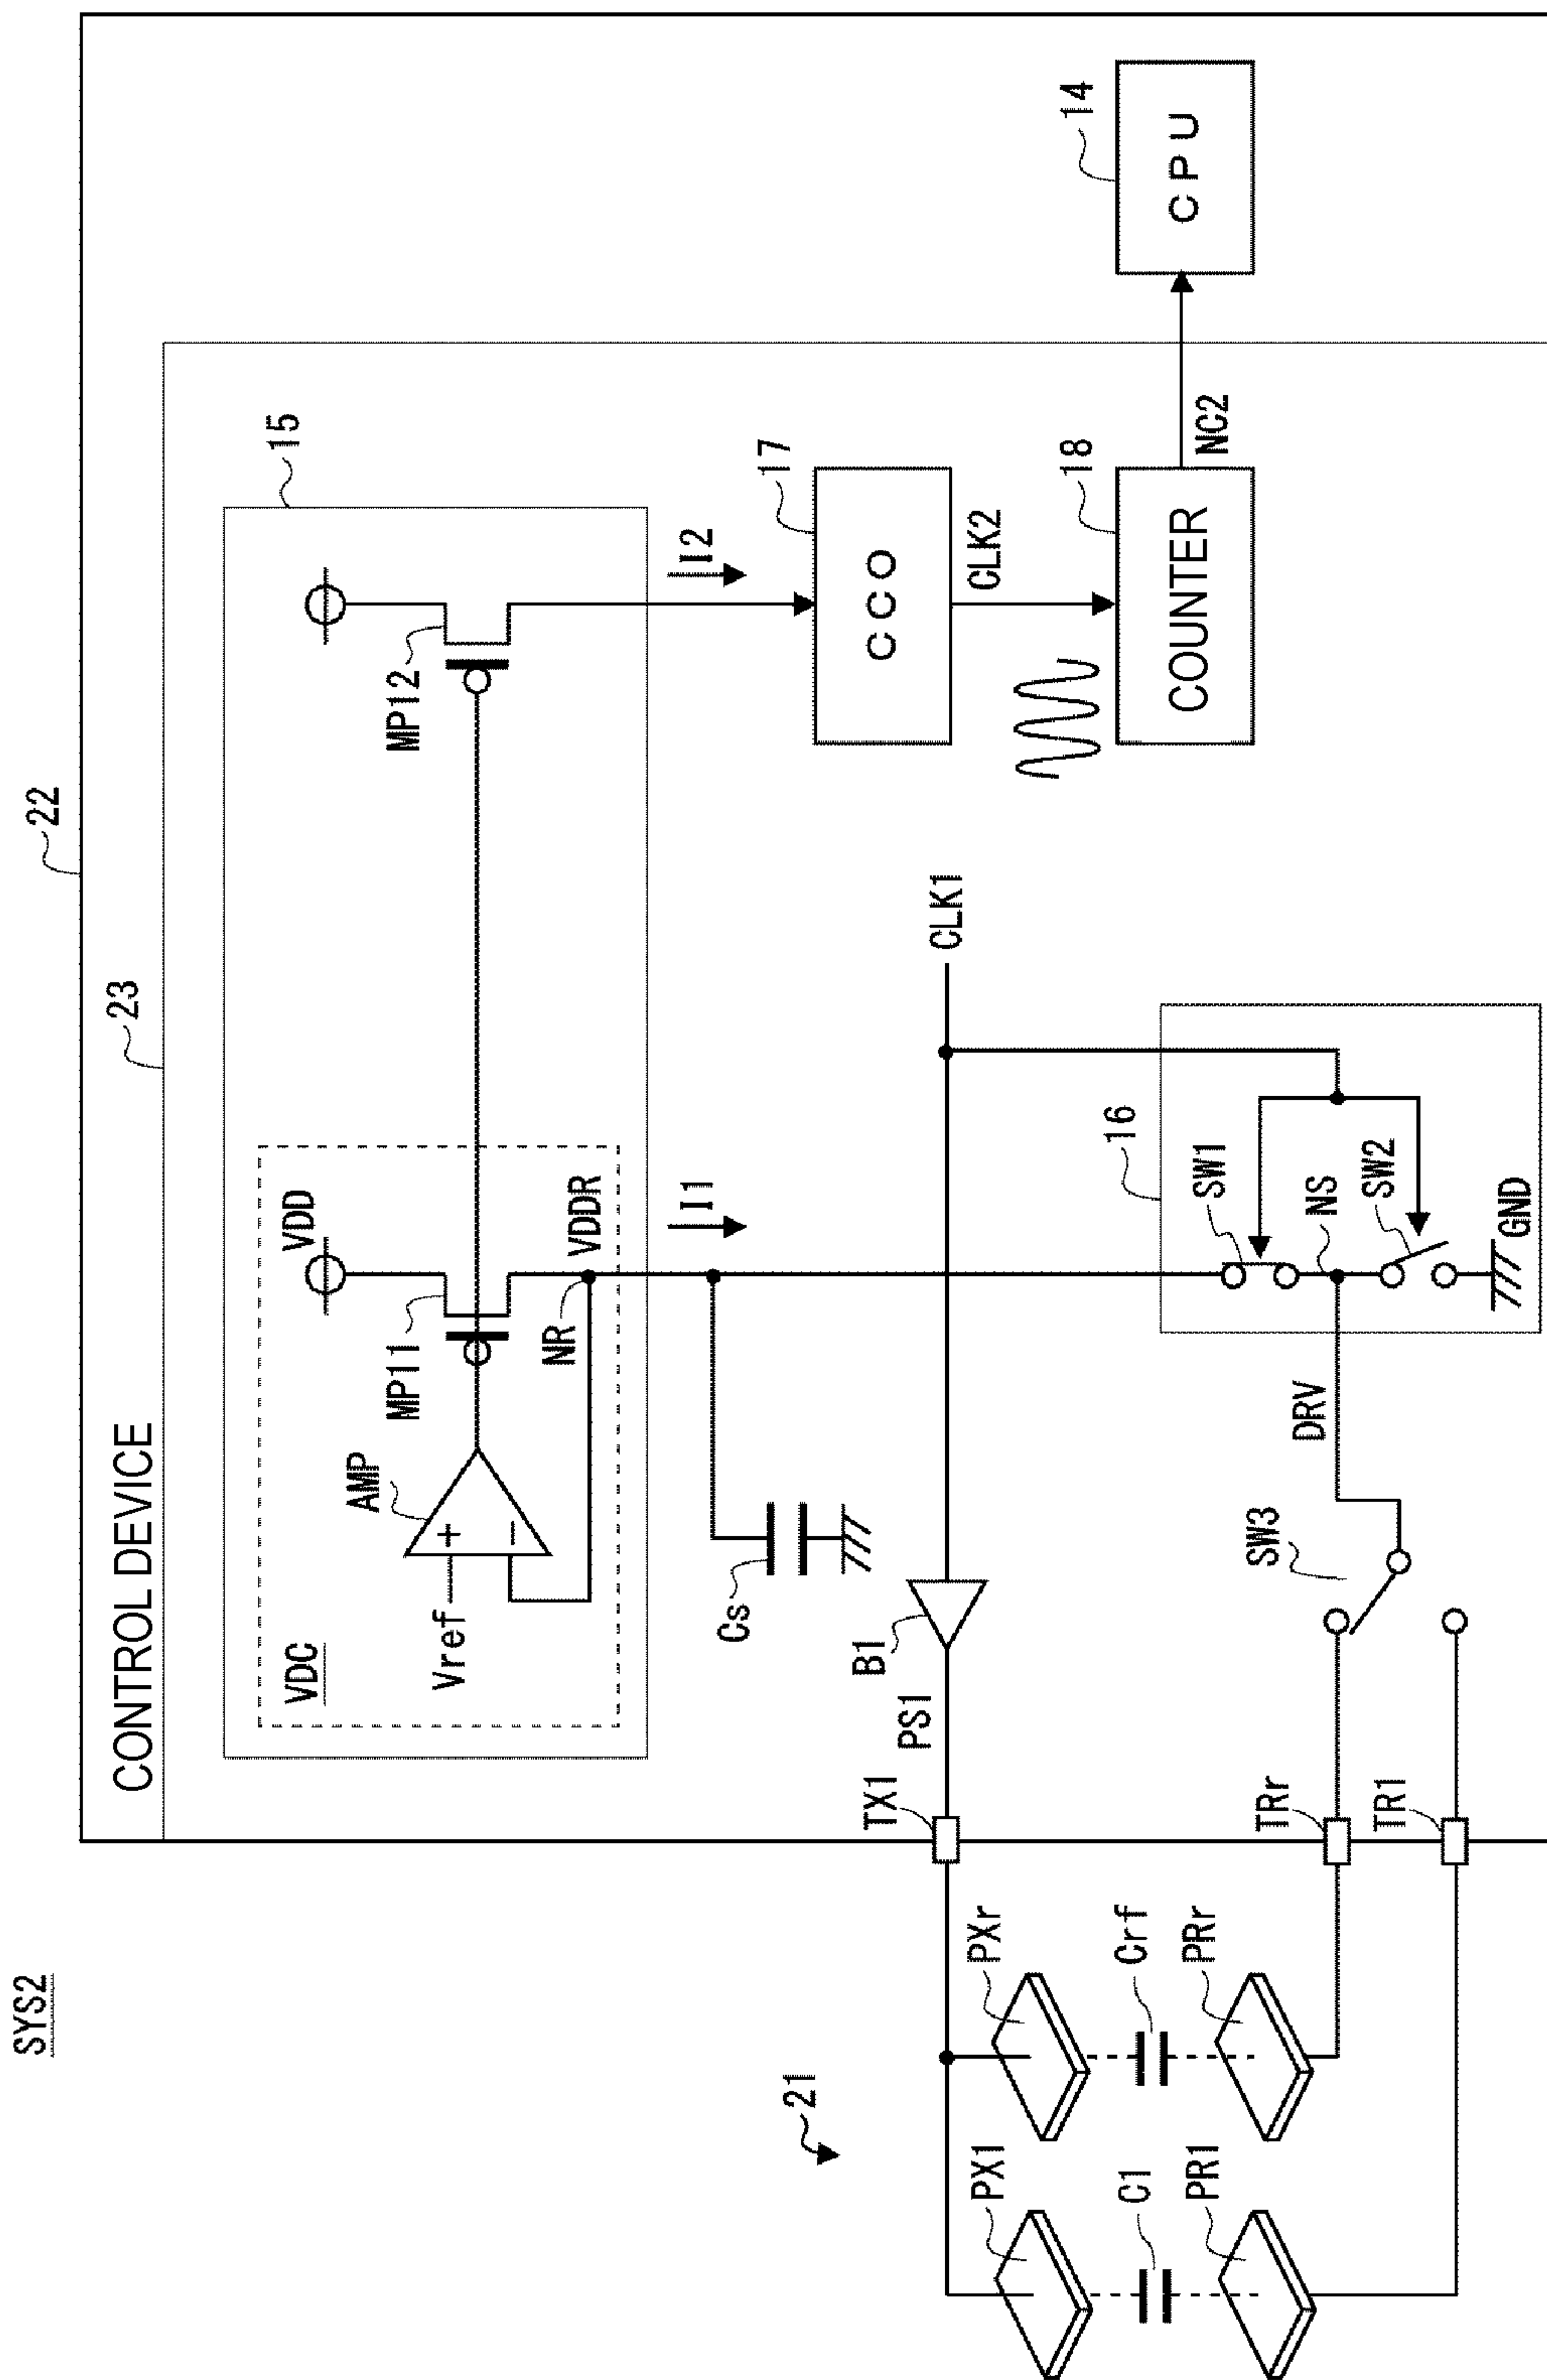 SYS2
22
CONTROL DEVICE
23
15
VDC
VDD
AMP
MP11
MP12
Vref
+
-
NR
VDDR
I1
I2
Cs
17
CCO
CLK2
18
COUNTER
NC2
14
CPU
CLK1
B1
PS1
TX1
16
SW1
NS
SW2
GND
DRV
SW3
TRr
TR1
21
PXr
Crf
PRr
PX1
C1
PR1